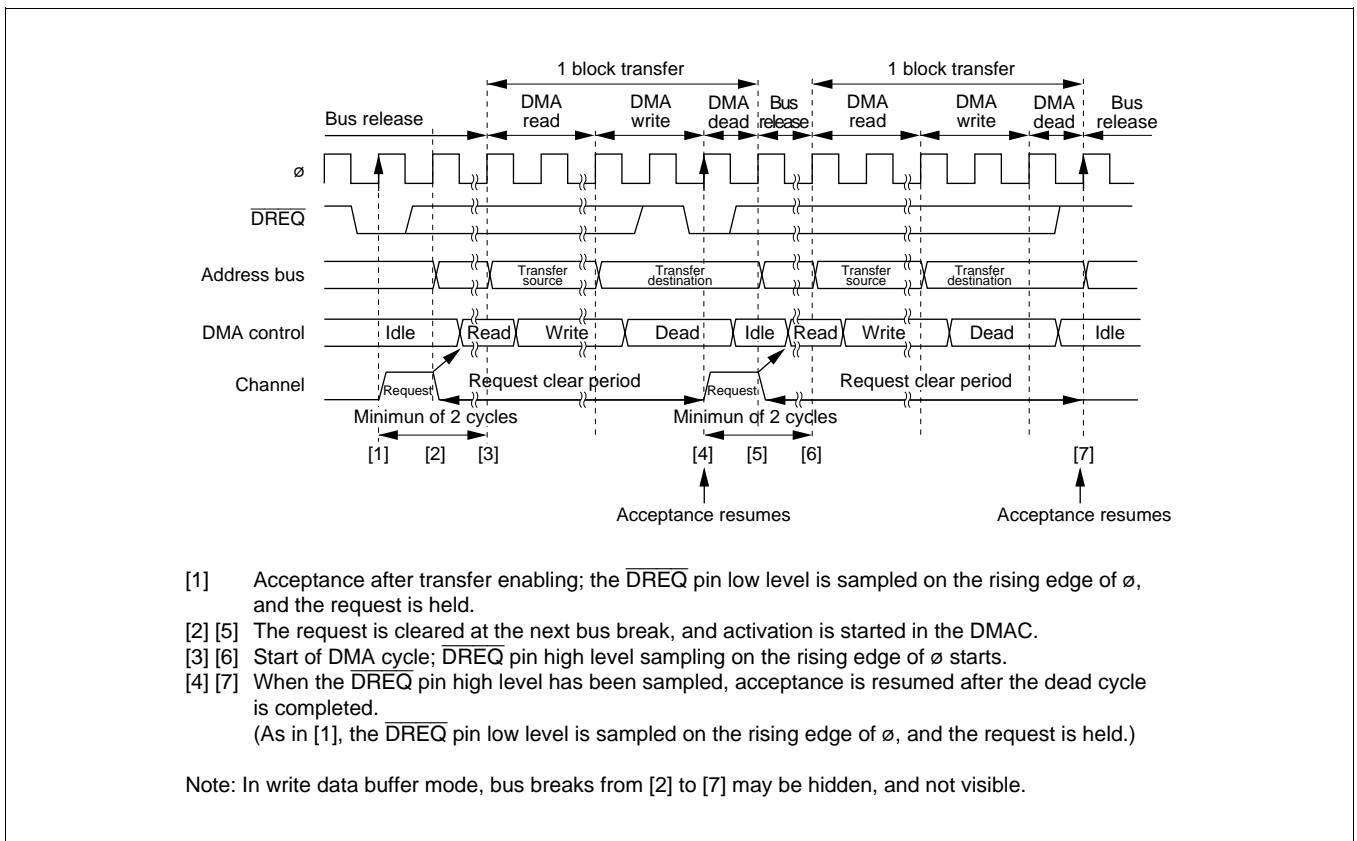 1 block transfer 1 block transfer
Bus release DMA read DMA write DMA dead Bus release DMA read DMA write DMA dead Bus release
ø
DREQ
Address bus Transfer source Transfer destination Transfer source Transfer destination
DMA control Idle Read Write Dead Idle Read Write Dead Idle
Channel Request Request clear period Request Request clear period
Minimun of 2 cycles Minimun of 2 cycles
[1] [2] [3] [4] [5] [6] [7]
Acceptance resumes Acceptance resumes
[1] Acceptance after transfer enabling; the DREQ pin low level is sampled on the rising edge of ø,
and the request is held.
[2] [5] The request is cleared at the next bus break, and activation is started in the DMAC.
[3] [6] Start of DMA cycle; DREQ pin high level sampling on the rising edge of ø starts.
[4] [7] When the DREQ pin high level has been sampled, acceptance is resumed after the dead cycle
is completed.
(As in [1], the DREQ pin low level is sampled on the rising edge of ø, and the request is held.)
Note: In write data buffer mode, bus breaks from [2] to [7] may be hidden, and not visible.